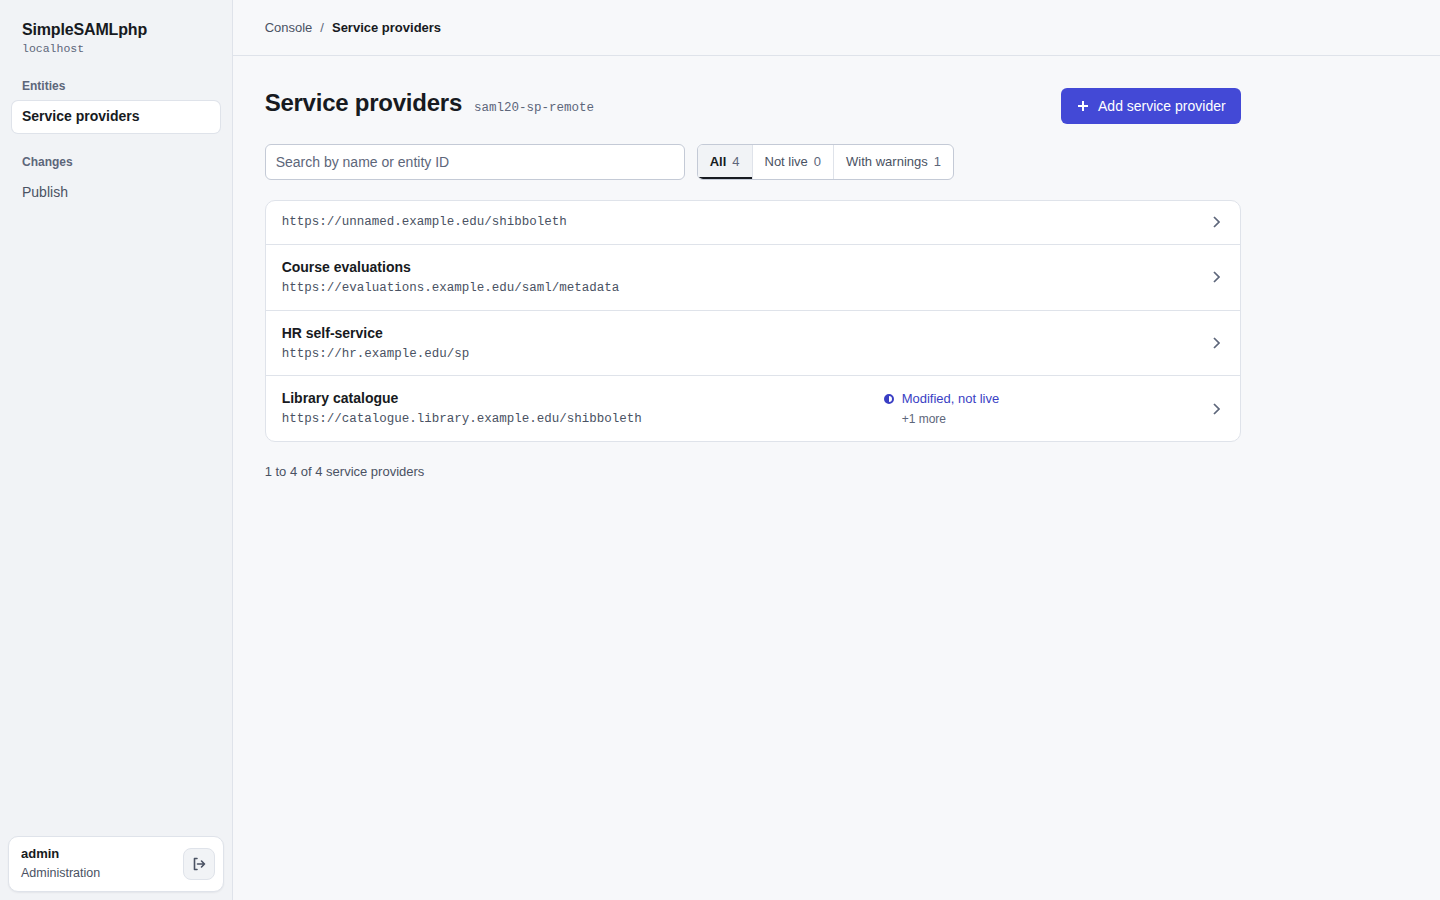 SimpleSAMLphp
localhost
Entities
Service providers
Changes
Publish
admin
Administration
Console / Service providers
Service providers saml20-sp-remote
Add service provider
Search by name or entity ID
All 4 Not live 0 With warnings 1
https://unnamed.example.edu/shibboleth
Course evaluations
https://evaluations.example.edu/saml/metadata
HR self-service
https://hr.example.edu/sp
Library catalogue
https://catalogue.library.example.edu/shibboleth
Modified, not live
+1 more
1 to 4 of 4 service providers